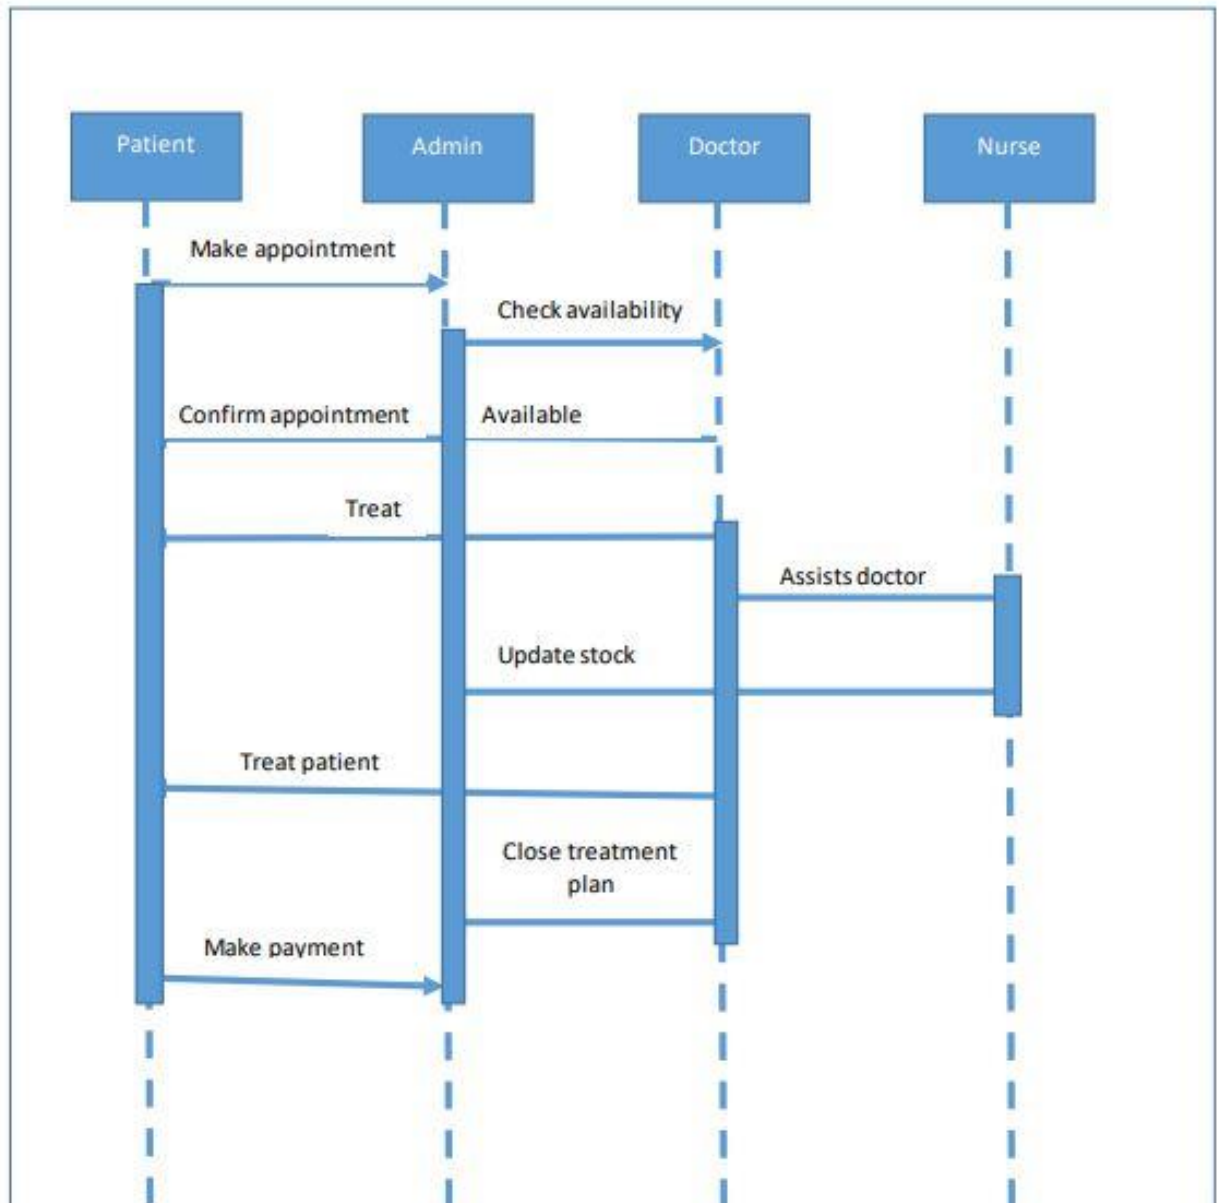 Patient
Admin
Doctor
Nurse
Make appointment
Check availability
Confirm appointment
Available
Treat
Assists doctor
Update stock
Treat patient
Close treatment
plan
Make payment